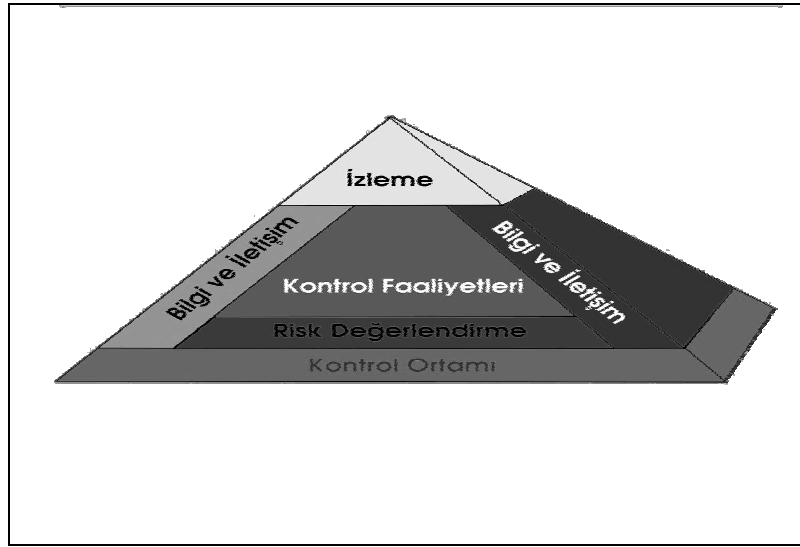 İzleme
Bilgi ve İletişim
Bilgi ve İletişim
Kontrol Faaliyetleri
Risk Değerlendirme
Kontrol Ortamı